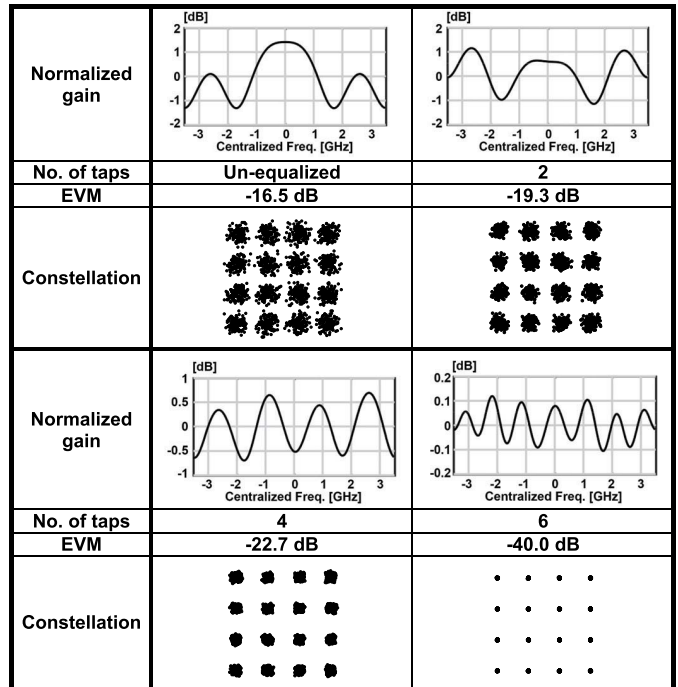 Normalized gain
[dB]
2
1
0
-1
-2
-3 -2 -1 0 1 2 3
Centralized Freq. [GHz]
[dB]
2
1
0
-1
-2
-3 -2 -1 0 1 2 3
Centralized Freq. [GHz]
No. of taps Un-equalized 2
EVM -16.5 dB -19.3 dB
Constellation
Normalized gain
[dB]
1
0.5
0
-0.5
-1
-3 -2 -1 0 1 2 3
Centralized Freq. [GHz]
[dB]
0.2
0.1
0
-0.1
-0.2
-3 -2 -1 0 1 2 3
Centralized Freq. [GHz]
No. of taps 4 6
EVM -22.7 dB -40.0 dB
Constellation